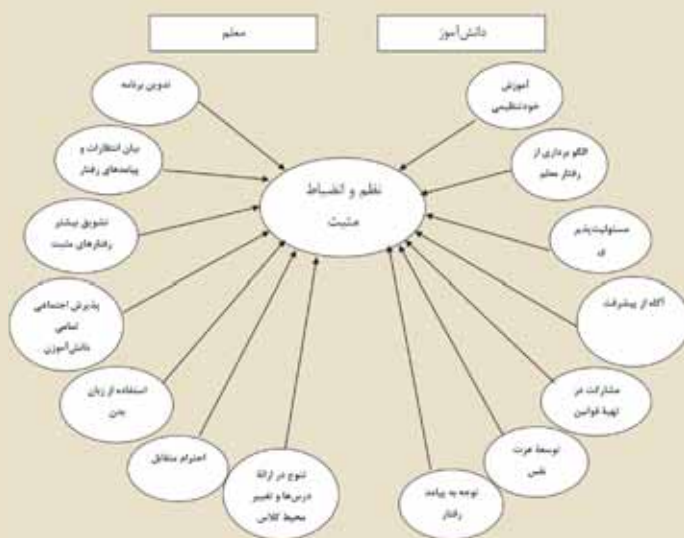 دانش‌آموز
معلم
نظم و انضباط
مثبت
آموزش
خودتنظیمی
الگو برداری از
رفتار معلم
مسئولیت‌پذیر
ی
آگاه از پیشرفت
مشارکت در
تهیهٔ قوانین
توسعهٔ عزت
نفس
توجه به پیامد
رفتار
تدوین برنامه
بیان انتظارات و
پیامدهای رفتار
تشویق بیشتر
رفتارهای مثبت
پذیرش اجتماعی
تمامی
دانش‌آموزن
استفاده از زبان
بدن
احترام متقابل
تنوع در ارائهٔ
درس‌ها و تغییر
محیط کلاس